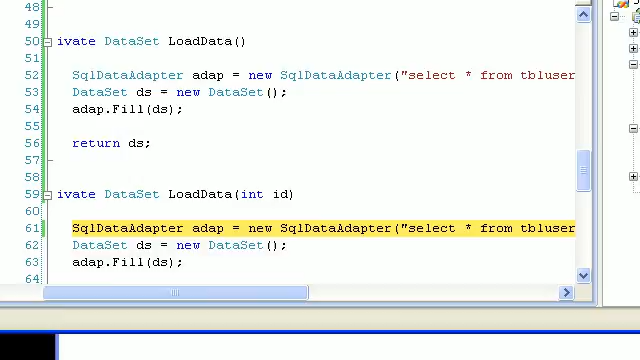 48
49
50 ivate DataSet LoadData()
51
52 SqlDataAdapter adap = new SqlDataAdapter("select * from tbluser
53 DataSet ds = new DataSet();
54 adap.Fill(ds);
55
56 return ds;
57
58
59 ivate DataSet LoadData(int id)
60
61 SqlDataAdapter adap = new SqlDataAdapter("select * from tbluser
62 DataSet ds = new DataSet();
63 adap.Fill(ds);
64